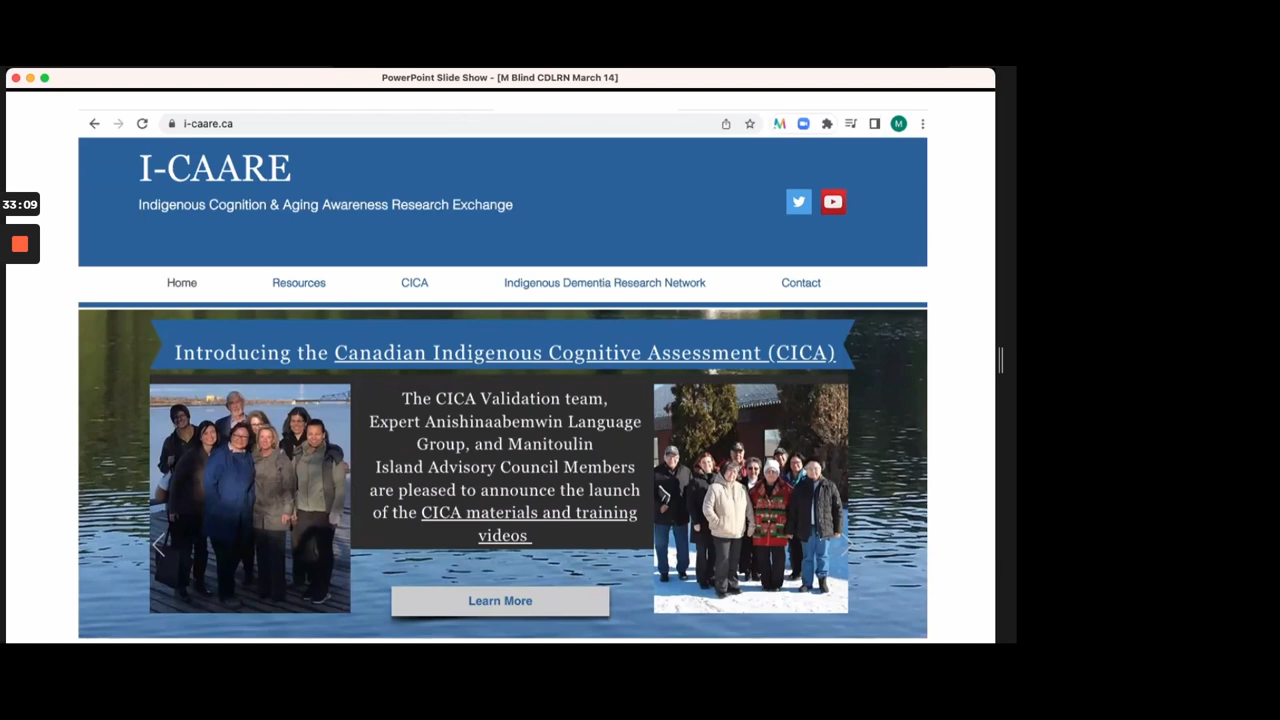 PowerPoint Slide Show - [M Blind CDLRN March 14]
i-caare.ca
M
I-CAARE
33:09
Indigenous Cognition & Aging Awareness Research Exchange
Home Resources CICA Indigenous Dementia Research Network Contact
Introducing the Canadian Indigenous Cognitive Assessment (CICA)
The CICA Validation team,
Expert Anishinaabemwin Language
Group, and Manitoulin
Island Advisory Council Members
are pleased to announce the launch
of the CICA materials and training
videos
Learn More